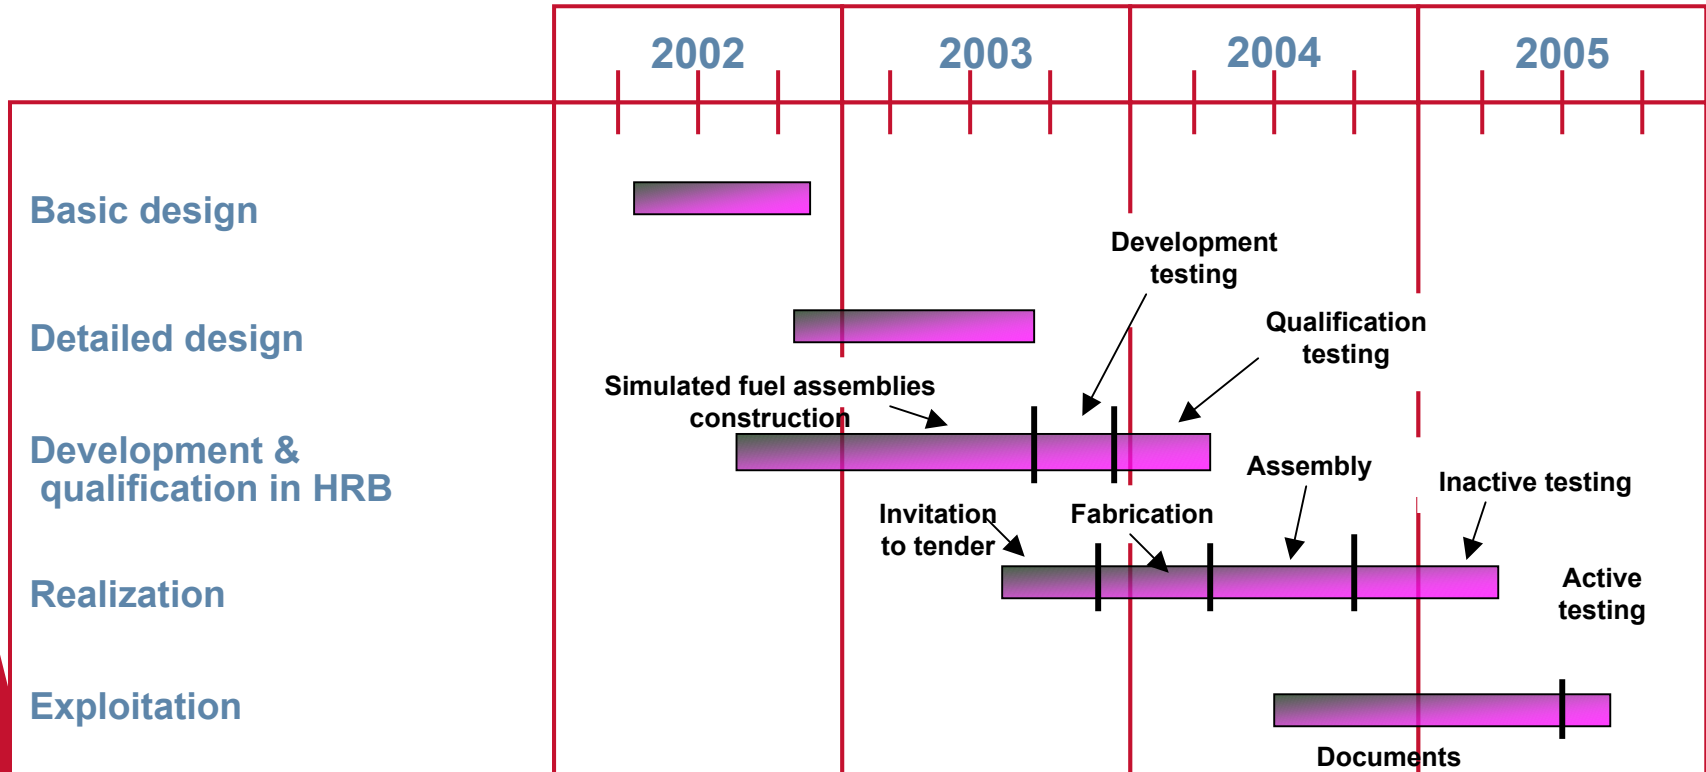 2002 2003 2004 2005
Basic design
Development
testing
Detailed design
Qualification
testing
Simulated fuel assemblies
construction
Development &
qualification in HRB
Assembly
Inactive testing
Invitation
to tender
Fabrication
Realization
Active
testing
Exploitation
Documents